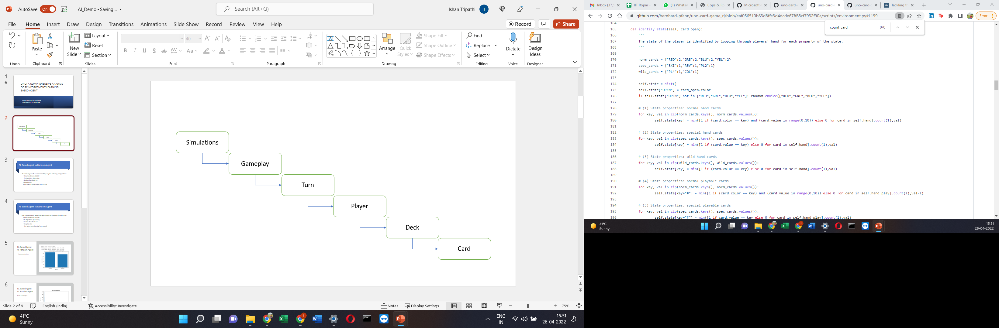 AutoSave On AI_Demo • Saving... Search (Alt+Q) Ishan Tripathi IT
File Home Insert Draw Design Transitions Animations Slide Show Record Review View Help Record Share
Undo
Paste
Clipboard
New Slide
Layout
Reset
Section
Slides
40
B I U S ab AV Aa A
Font
Paragraph
Arrange
Quick Styles
Shape Fill
Shape Outline
Shape Effects
Drawing
Find
Replace
Select
Editing
Dictate
Voice
Design Ideas
Designer
1
UNO: A COMPREHENSIVE ANALYSIS
OF REINFORCEMENT LEARNING
BASED AGENT
2
3
RL Based Agent vs Random Agent
4
RL Based Agent vs Random Agent
5
RL Based Agent
vs Random Agent
6
RL Based Agent
vs Random Agent
Simulations
Gameplay
Turn
Player
Deck
Card
Slide 2 of 9 English (India) Accessibility: Investigate Notes Display Settings 75%
41°C
Sunny
ENG
IN
15:51
26-04-2022
Inbox (37, IIT Ropar - (1) WhatsA Cops & Ro Microsoft- uno-card- uno-card- uno-card- Tackling th
github.com/bernhard-pfann/uno-card-game_rl/blob/eaf056510b63d8ffe3d4dcde67ff68cf7932f90a/scripts/environment.py#L199 Error
count_card 0/0
164
165 def identify_state(self, card_open):
166 """
167 The state of the player is identified by looping through players' hand for each property of the state.
168 """
169
170 norm_cards = {"RED":2,"GRE":2,"BLU":2,"YEL":2}
171 spec_cards = {"SKI":1,"REV":1,"PL2":1}
172 wild_cards = {"PL4":1,"COL":1}
173
174 self.state = dict()
175 self.state["OPEN"] = card_open.color
176 if self.state["OPEN"] not in ["RED","GRE","BLU","YEL"]: random.choice(["RED","GRE","BLU","YEL"])
177
178 # (1) State properties: normal hand cards
179 for key, val in zip(norm_cards.keys(), norm_cards.values()):
180 self.state[key] = min([1 if (card.color == key) and (card.value in range(0,10)) else 0 for card in self.hand].count(1),val)
181
182 # (2) State properties: special hand cards
183 for key, val in zip(spec_cards.keys(), spec_cards.values()):
184 self.state[key] = min([1 if (card.value == key) else 0 for card in self.hand].count(1),val)
185
186 # (3) State properties: wild hand cards
187 for key, val in zip(wild_cards.keys(), wild_cards.values()):
188 self.state[key] = min([1 if (card.value == key) else 0 for card in self.hand].count(1),val)
189
190 # (4) State properties: normal playable cards
191 for key, val in zip(norm_cards.keys(), norm_cards.values()):
192 self.state[key+"#"] = min([1 if (card.color == key) and (card.value in range(0,10)) else 0 for card in self.hand_play].count(1),val-1)
193
194 # (5) State properties: special playable cards
195 for key, val in zip(spec_cards.keys(), spec_cards.values()):
196 self.state[key+"#"] = min([1 if card.value == key else 0 for card in self.hand_play].count(1),val)
41°C
Sunny
15:51
26-04-2022